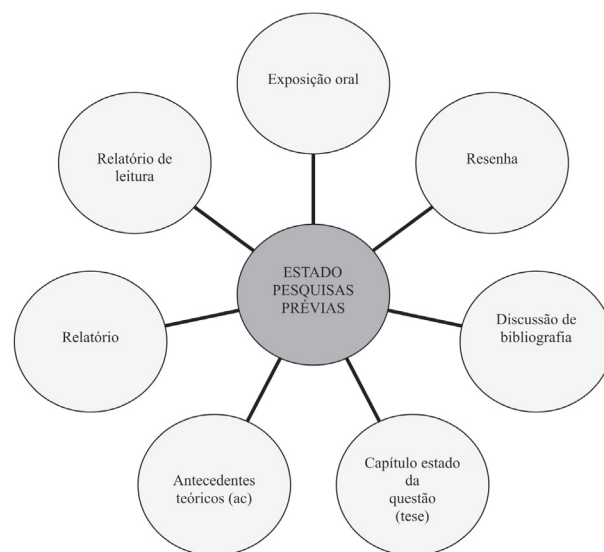 Exposição oral
Relatório de
leitura
Resenha
ESTADO
PESQUISAS
PRÉVIAS
Relatório
Discussão de
bibliografia
Antecedentes
teóricos (ac)
Capítulo estado
da
questão
(tese)